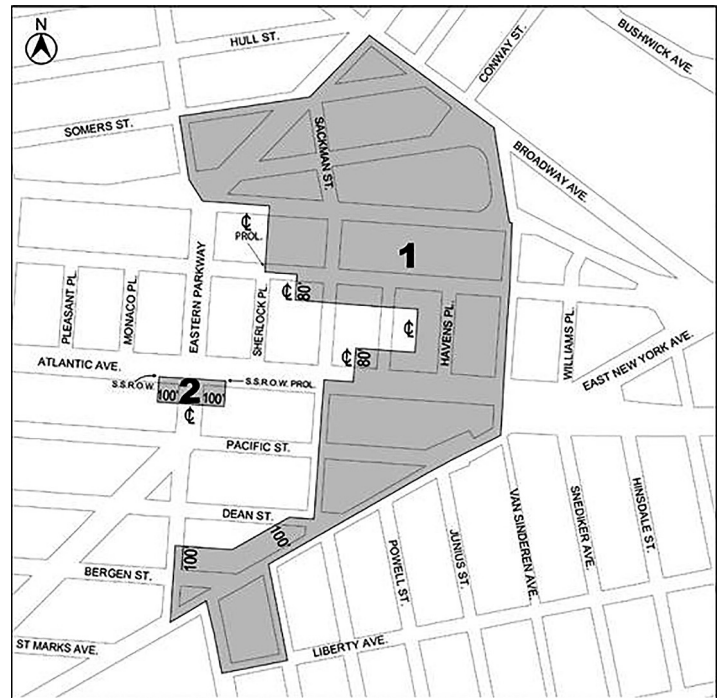 N
HULL ST.
CONWAY ST.
BUSHWICK AVE.
SOMERS ST.
SACKMAN ST.
BROADWAY AVE.
℄
PROL.
1
EASTERN PARKWAY
PLEASANT PL.
MONACO PL.
SHERLOCK PL.
℄
80'
℄
HAVENS PL.
WILLIAMS PL.
℄
80'
EAST NEW YORK AVE.
ATLANTIC AVE.
S.S.R.O.W.
2
S.S.R.O.W. PROL.
100'
100'
℄
PACIFIC ST.
DEAN ST.
100'
100'
BERGEN ST.
POWELL ST.
JUNIUS ST.
VAN SINDEREN AVE.
SNEDIKER AVE.
HINSDALE ST.
ST MARKS AVE.
LIBERTY AVE.